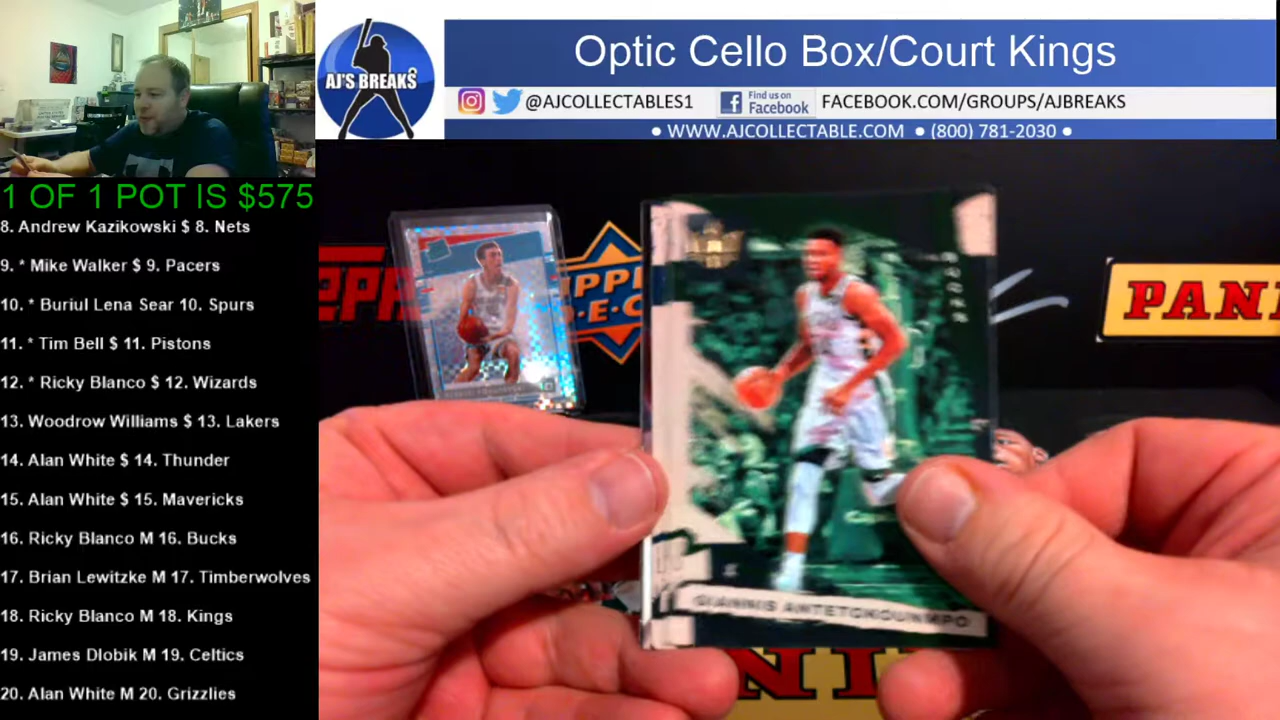 Optic Cello Box/Court Kings
AJ'S BREAKS
@AJCOLLECTABLES1
Find us on
Facebook
FACEBOOK.COM/GROUPS/AJBREAKS
• WWW.AJCOLLECTABLE.COM • (800) 781-2030 •
1 OF 1 POT IS $575
8. Andrew Kazikowski $ 8. Nets
9. * Mike Walker $ 9. Pacers
10. * Buriul Lena Sear 10. Spurs
11. * Tim Bell $ 11. Pistons
12. * Ricky Blanco $ 12. Wizards
13. Woodrow Williams $ 13. Lakers
14. Alan White $ 14. Thunder
15. Alan White $ 15. Mavericks
16. Ricky Blanco M 16. Bucks
17. Brian Lewitzke M 17. Timberwolves
18. Ricky Blanco M 18. Kings
19. James Dlobik M 19. Celtics
20. Alan White M 20. Grizzlies
BUCKS
GIANNIS ANTETOKOUNMPO